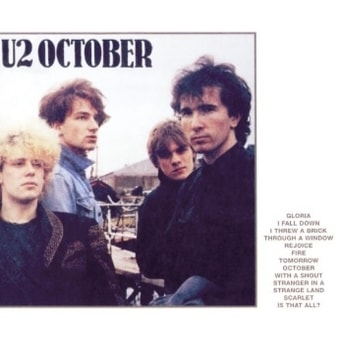 U2 OCTOBER
GLORIA
I FALL DOWN
I THREW A BRICK
THROUGH A WINDOW
REJOICE
FIRE
TOMORROW
OCTOBER
WITH A SHOUT
STRANGER IN A
STRANGE LAND
SCARLET
IS THAT ALL?